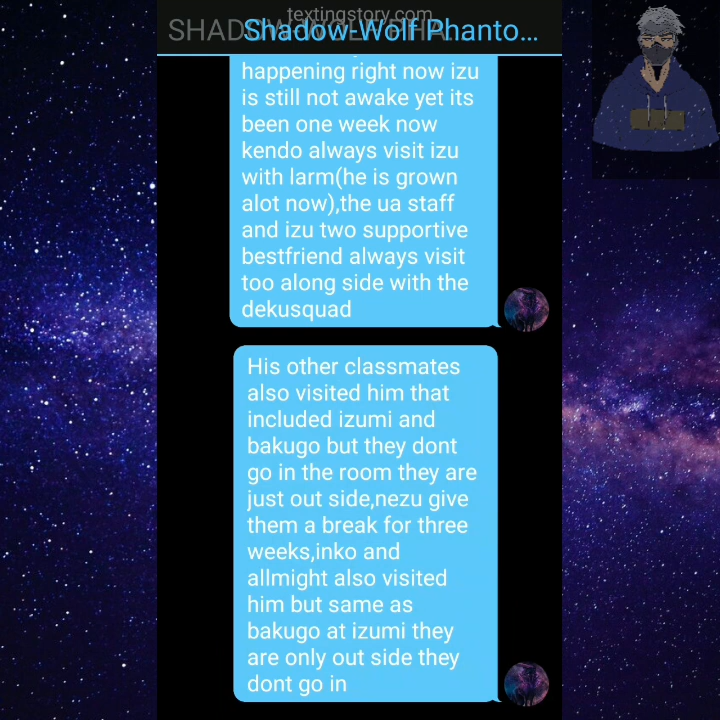 textingstory.com
Shadow-Wolf Phanto...
happening right now izu
is still not awake yet its
been one week now
kendo always visit izu
with larm(he is grown
alot now),the ua staff
and izu two supportive
bestfriend always visit
too along side with the
dekusquad
His other classmates
also visited him that
included izumi and
bakugo but they dont
go in the room they are
just out side,nezu give
them a break for three
weeks,inko and
allmight also visited
him but same as
bakugo at izumi they
are only out side they
dont go in